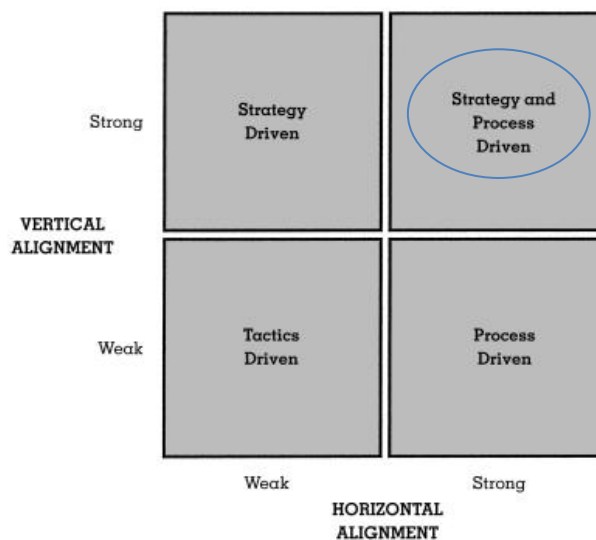 Strategy
Driven
Strategy and
Process
Driven
Strong
VERTICAL
ALIGNMENT
Tactics
Driven
Process
Driven
Weak
Weak
Strong
HORIZONTAL
ALIGNMENT